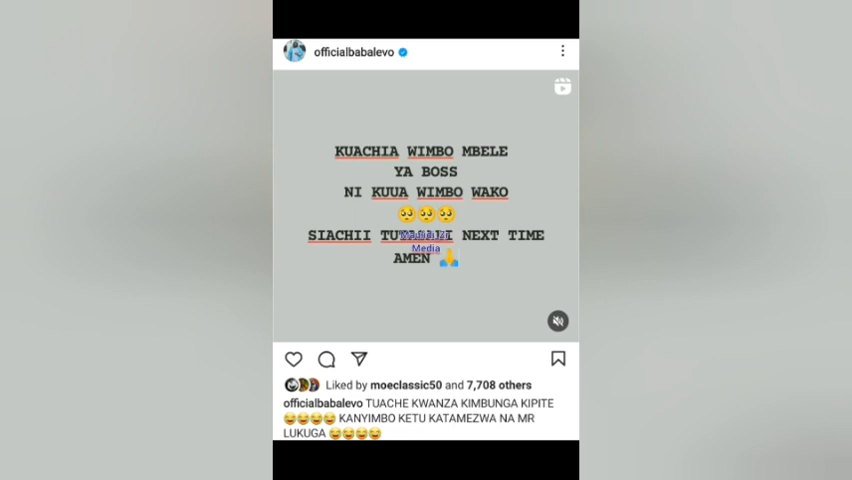 officialbabalevo
KUACHIA WIMBO MBELE
YA BOSS
NI KUUA WIMBO WAKO
🥺🥺🥺
SIACHII NEXT TIME
Media
AMEN 🙏
Liked by moeclassic50 and 7,708 others
officialbabalevo TUACHE KWANZA KIMBUNGA KIPITE
😂😂😂😂 KANYIMBO KETU KATAMEZWA NA MR
LUKUGA 😂😂😂😂